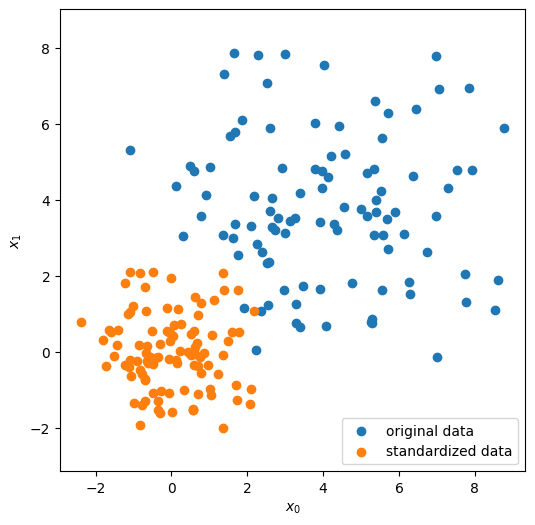 8
6
4
2
0
−2
x₁
−2 0 2 4 6 8
x₀
original data
standardized data